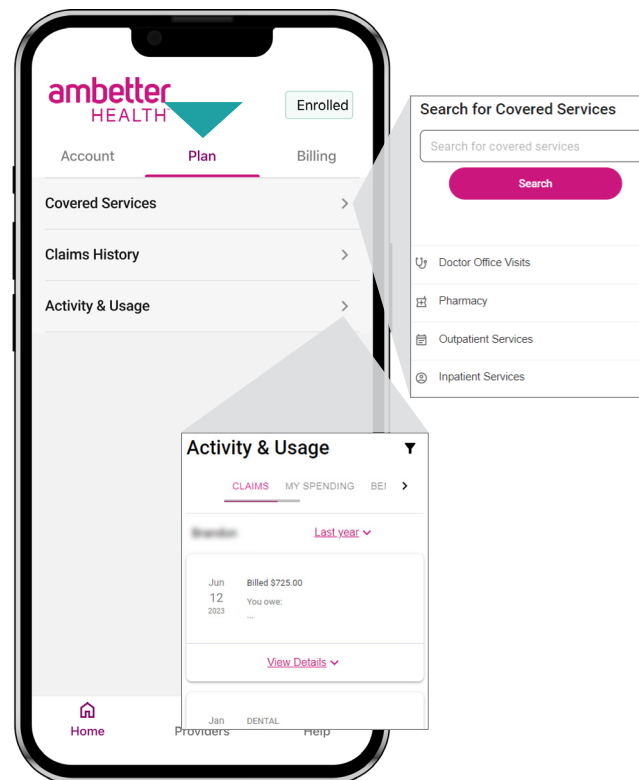 ambetter
HEALTH
Enrolled
Account
Plan
Billing
Covered Services
Claims History
Activity & Usage
Search for Covered Services
Search for covered services
Search
Doctor Office Visits
Pharmacy
Outpatient Services
Inpatient Services
Activity & Usage
CLAIMS MY SPENDING
Last year
Jun
12
2023
Billed $725.00
You owe:
...
View Details
Jan
DENTAL
Home
Providers
Help